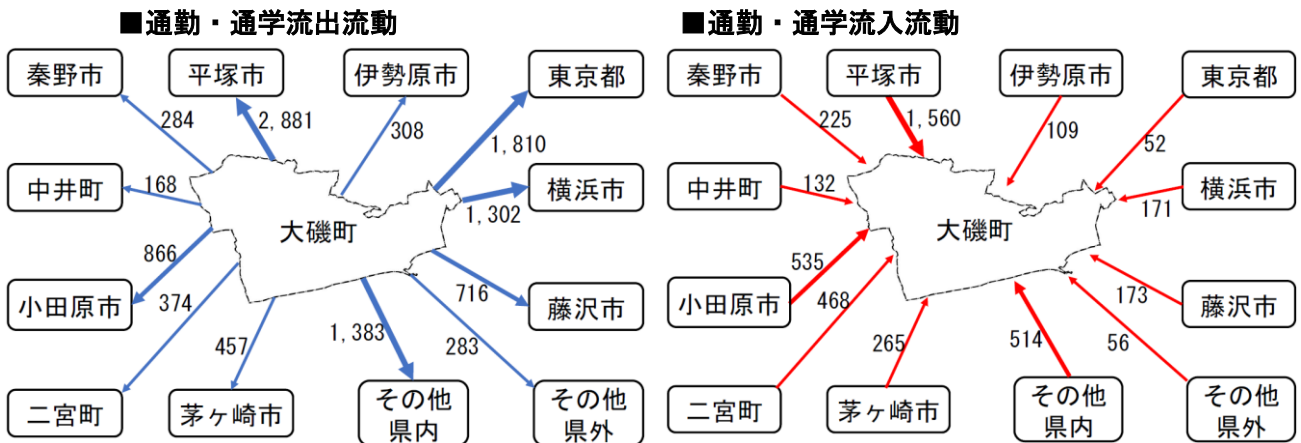 ■通勤・通学流出流動
秦野市
平塚市
伊勢原市
東京都
284
2,881
308
1,810
中井町
168
横浜市
1,302
大磯町
866
小田原市
374
716
藤沢市
457
1,383
283
二宮町
茅ヶ崎市
その他
県内
その他
県外
■通勤・通学流入流動
秦野市
平塚市
伊勢原市
東京都
225
1,560
109
52
中井町
132
横浜市
171
大磯町
535
小田原市
468
173
藤沢市
265
514
56
二宮町
茅ヶ崎市
その他
県内
その他
県外